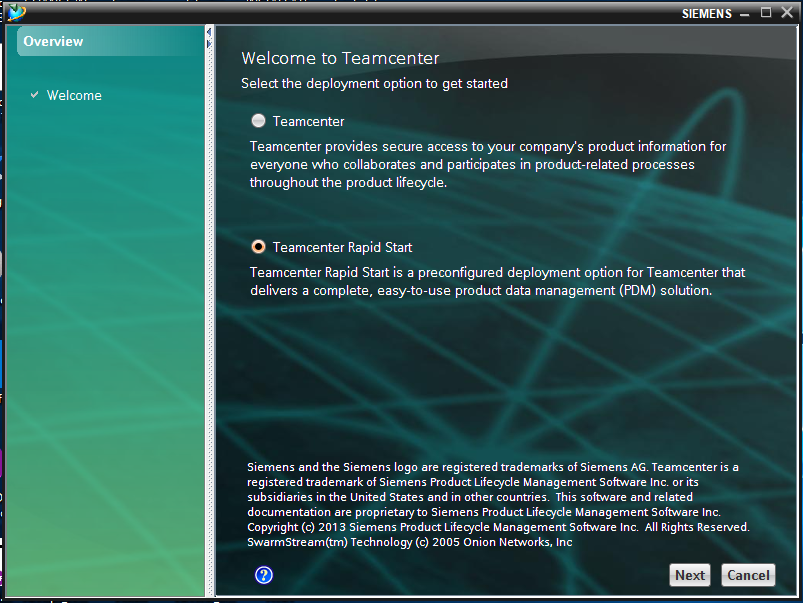 SIEMENS
Overview
Welcome
Welcome to Teamcenter
Select the deployment option to get started
Teamcenter
Teamcenter provides secure access to your company's product information for
everyone who collaborates and participates in product-related processes
throughout the product lifecycle.
Teamcenter Rapid Start
Teamcenter Rapid Start is a preconfigured deployment option for Teamcenter that
delivers a complete, easy-to-use product data management (PDM) solution.
Siemens and the Siemens logo are registered trademarks of Siemens AG. Teamcenter is a
registered trademark of Siemens Product Lifecycle Management Software Inc. or its
subsidiaries in the United States and in other countries. This software and related
documentation are proprietary to Siemens Product Lifecycle Management Software Inc.
Copyright (c) 2013 Siemens Product Lifecycle Management Software Inc. All Rights Reserved.
SwarmStream(tm) Technology (c) 2005 Onion Networks, Inc
?
Next
Cancel